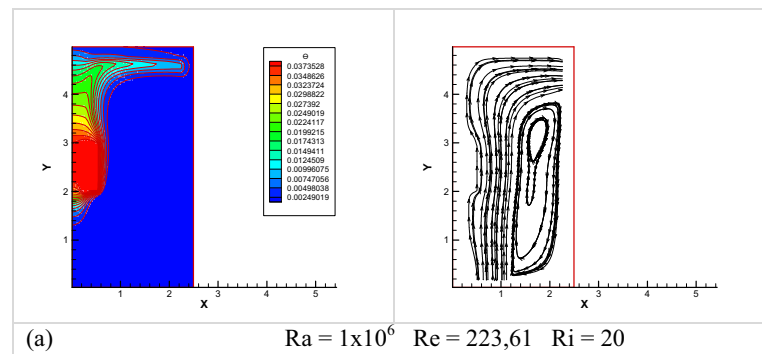 Θ
0.0373528
0.0348626
0.0323724
0.0298822
0.027392
0.0249019
0.0224117
0.0199215
0.0174313
0.0149411
0.0124509
0.00996075
0.00747056
0.00498038
0.00249019
Y
4
3
2
1
1 2 3 4 5
X
Y
4
3
2
1
1 2 3 4 5
X
(a) Ra = 1x10⁶ Re = 223,61 Ri = 20